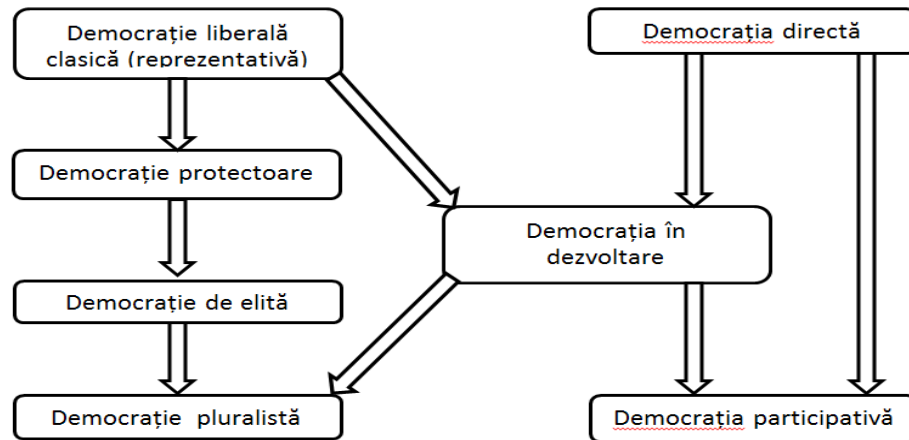 Democrație liberală
clasică (reprezentativă)
Democrația directă
Democrație protectoare
Democrația în
dezvoltare
Democrație de elită
Democrație pluralistă
Democrația participativă